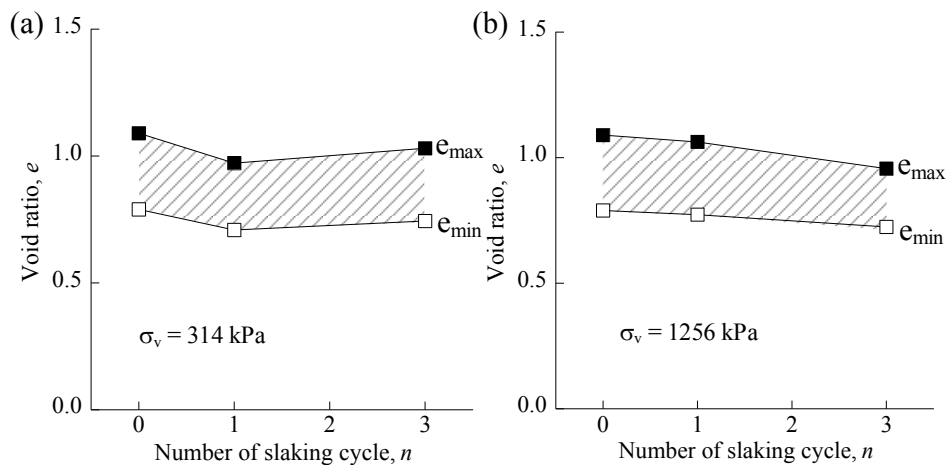 (a)
1.5
1.0
0.5
0.0
Void ratio, e
e_max
e_min
σ_v = 314 kPa
0 1 2 3
Number of slaking cycle, n
(b)
1.5
1.0
0.5
0.0
Void ratio, e
e_max
e_min
σ_v = 1256 kPa
0 1 2 3
Number of slaking cycle, n